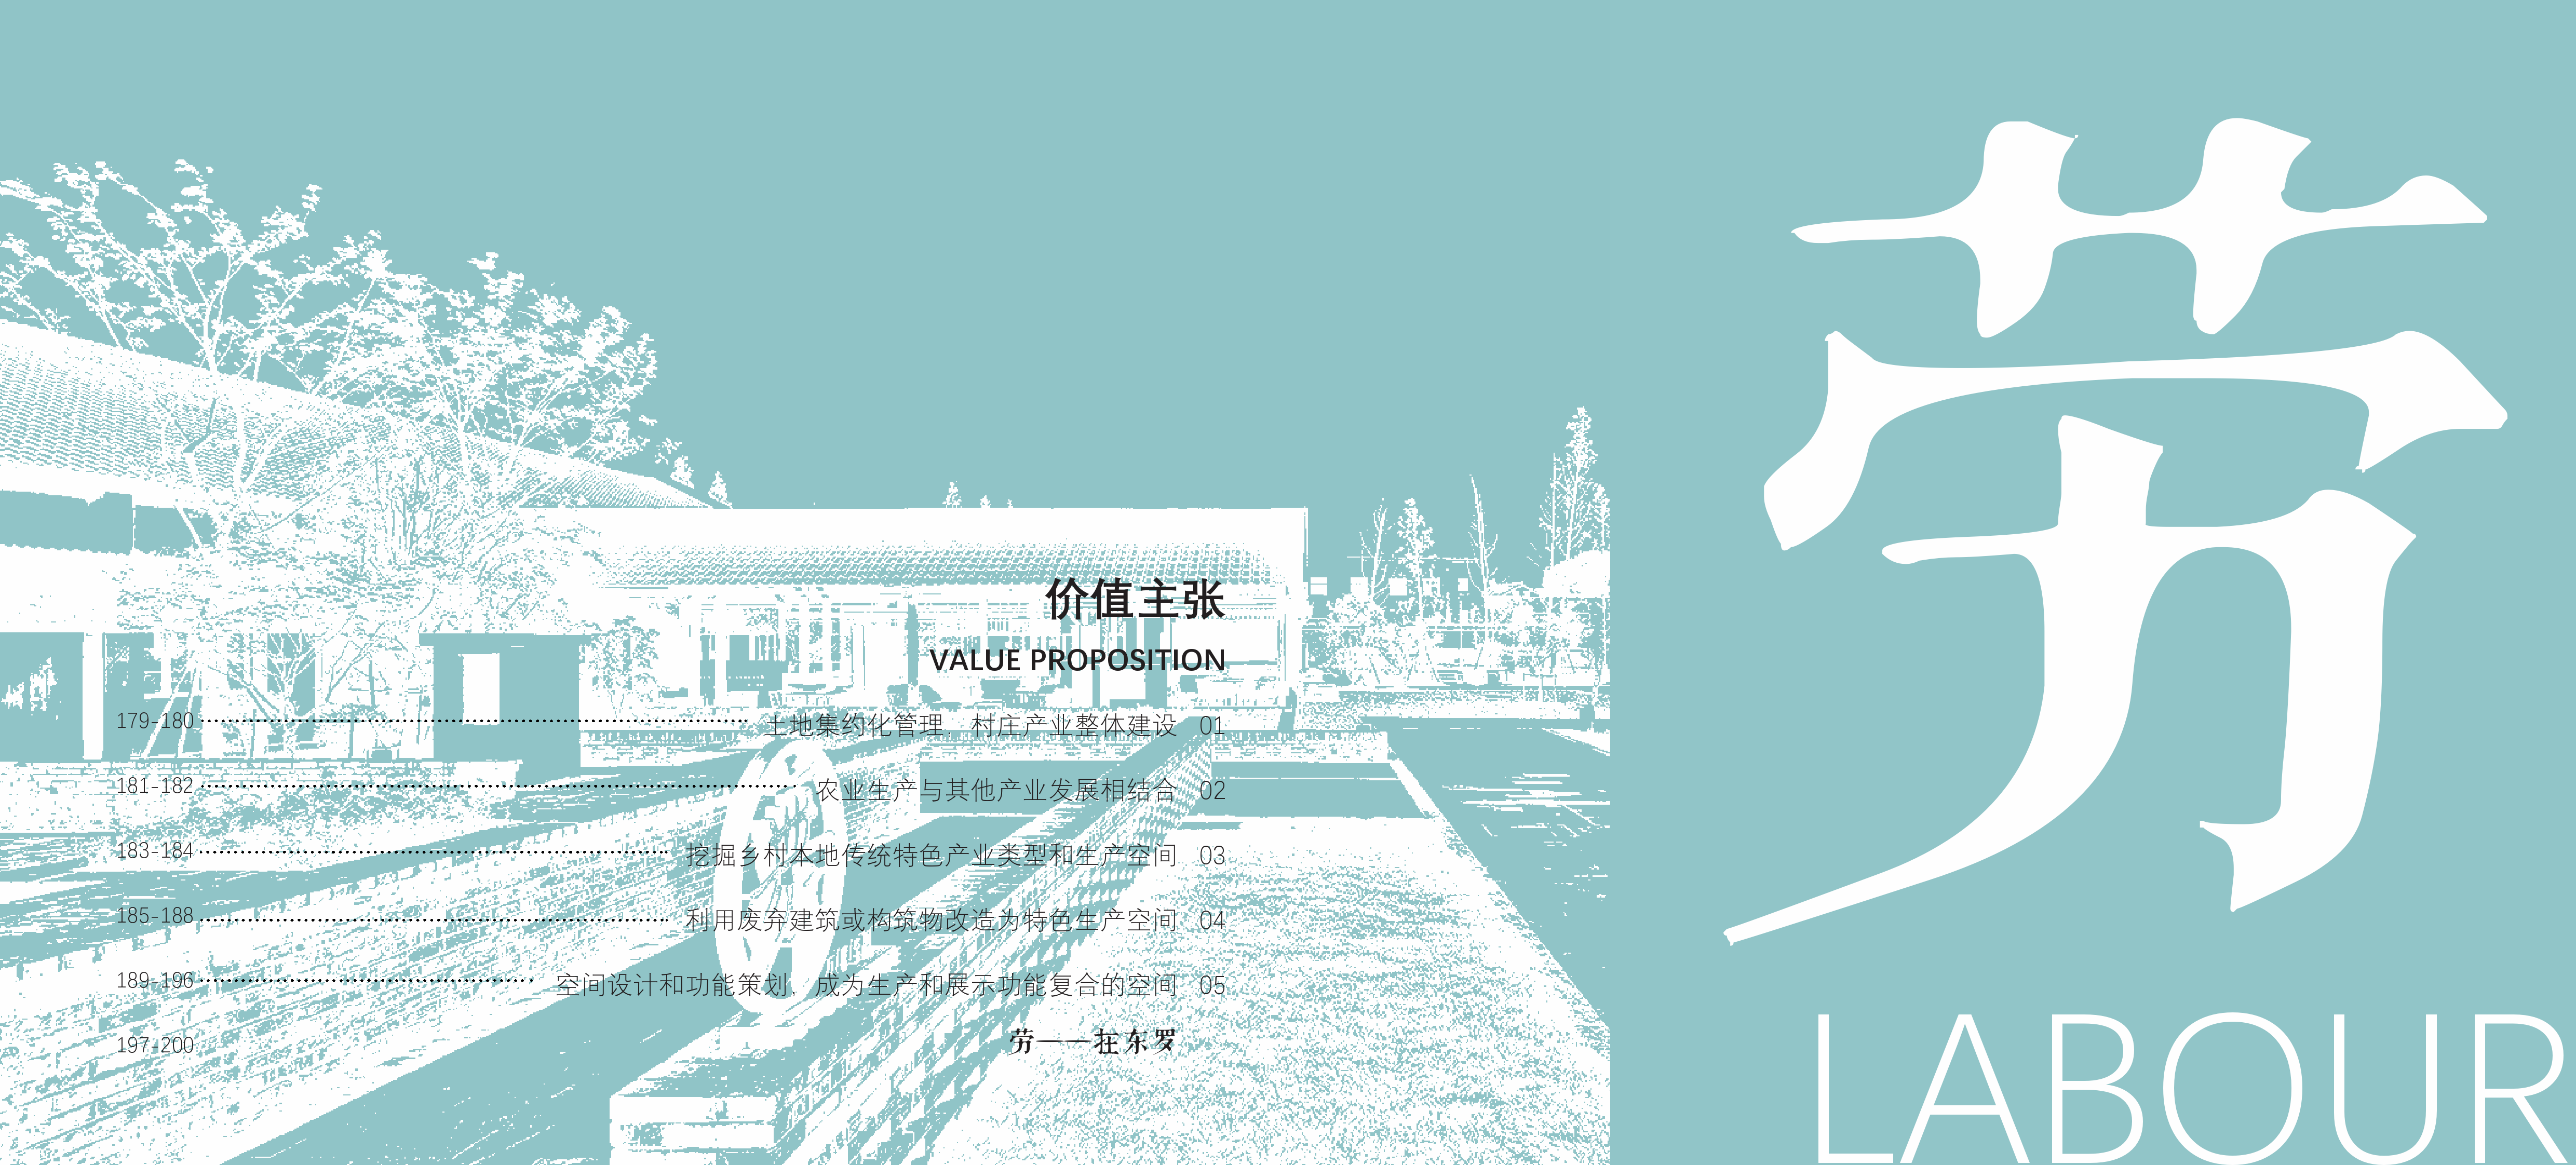 价值主张
VALUE PROPOSITION
179-180 土地集约化管理，村庄产业整体建设 01
181-182 农业生产与其他产业发展相结合 02
183-184 挖掘乡村本地传统特色产业类型和生产空间 03
185-188 利用废弃建筑或构筑物改造为特色生产空间 04
189-196 空间设计和功能策划，成为生产和展示功能复合的空间 05
197-200 劳——在东罗
劳
LABOUR